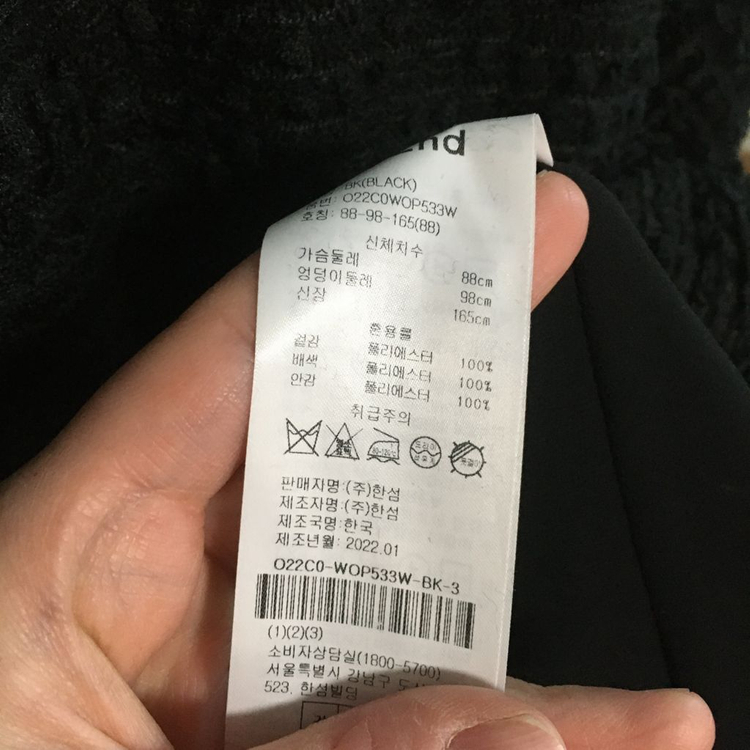 BK(BLACK)
O22C0WOP533W
호칭: 88-98-165(88)
신체치수
가슴둘레 88cm
엉덩이둘레 98cm
신장 165cm
혼용률
겉감 폴리에스터 100%
배색 폴리에스터 100%
안감 폴리에스터 100%
취급주의
80~120℃
드라이
판매자명:(주)한섬
제조자명:(주)한섬
제조국명:한국
제조년월: 2022.01
O22C0-WOP533W-BK-3
(1)(2)(3)
소비자상담실(1800-5700)
서울특별시 강남구
523, 한섬빌딩